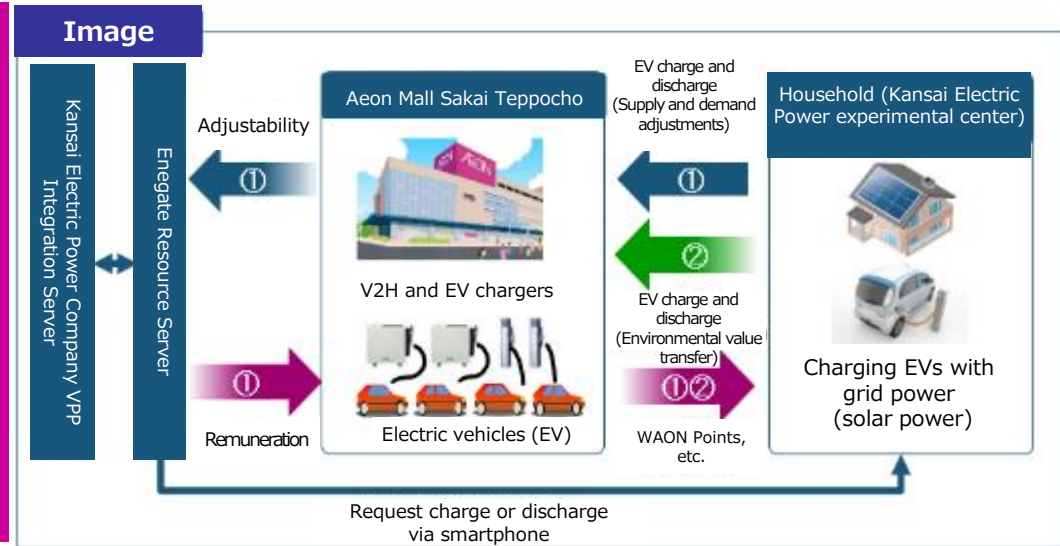 Image
Kansai Electric Power Company VPP
Integration Server
Enegate Resource Server
Adjustability
①
①
Remuneration
Aeon Mall Sakai Teppocho
AEON
V2H and EV chargers
Electric vehicles (EV)
EV charge and
discharge
(Supply and demand
adjustments)
①
②
EV charge and
discharge
(Environmental value
transfer)
①②
WAON Points,
etc.
Household (Kansai Electric
Power experimental center)
Charging EVs with
grid power
(solar power)
Request charge or discharge
via smartphone